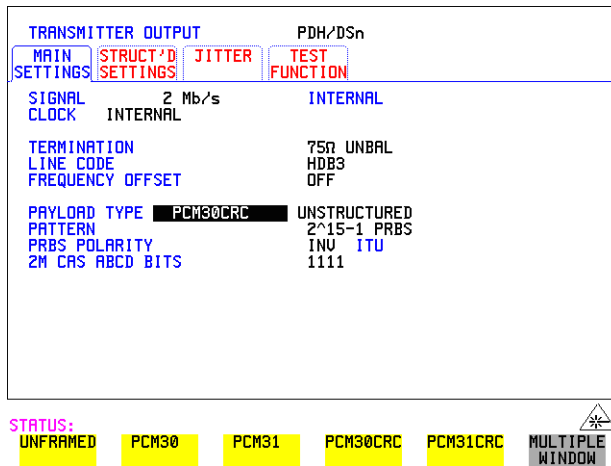 TRANSMITTER OUTPUT PDH/DSn
MAIN SETTINGS STRUCT'D SETTINGS JITTER TEST FUNCTION
SIGNAL 2 Mb/s INTERNAL
CLOCK INTERNAL
TERMINATION 75Ω UNBAL
LINE CODE HDB3
FREQUENCY OFFSET OFF
PAYLOAD TYPE PCM30CRC UNSTRUCTURED
PATTERN 2^15-1 PRBS
PRBS POLARITY INV ITU
2M CAS ABCD BITS 1111
STATUS:
UNFRAMED PCM30 PCM31 PCM30CRC PCM31CRC MULTIPLE WINDOW